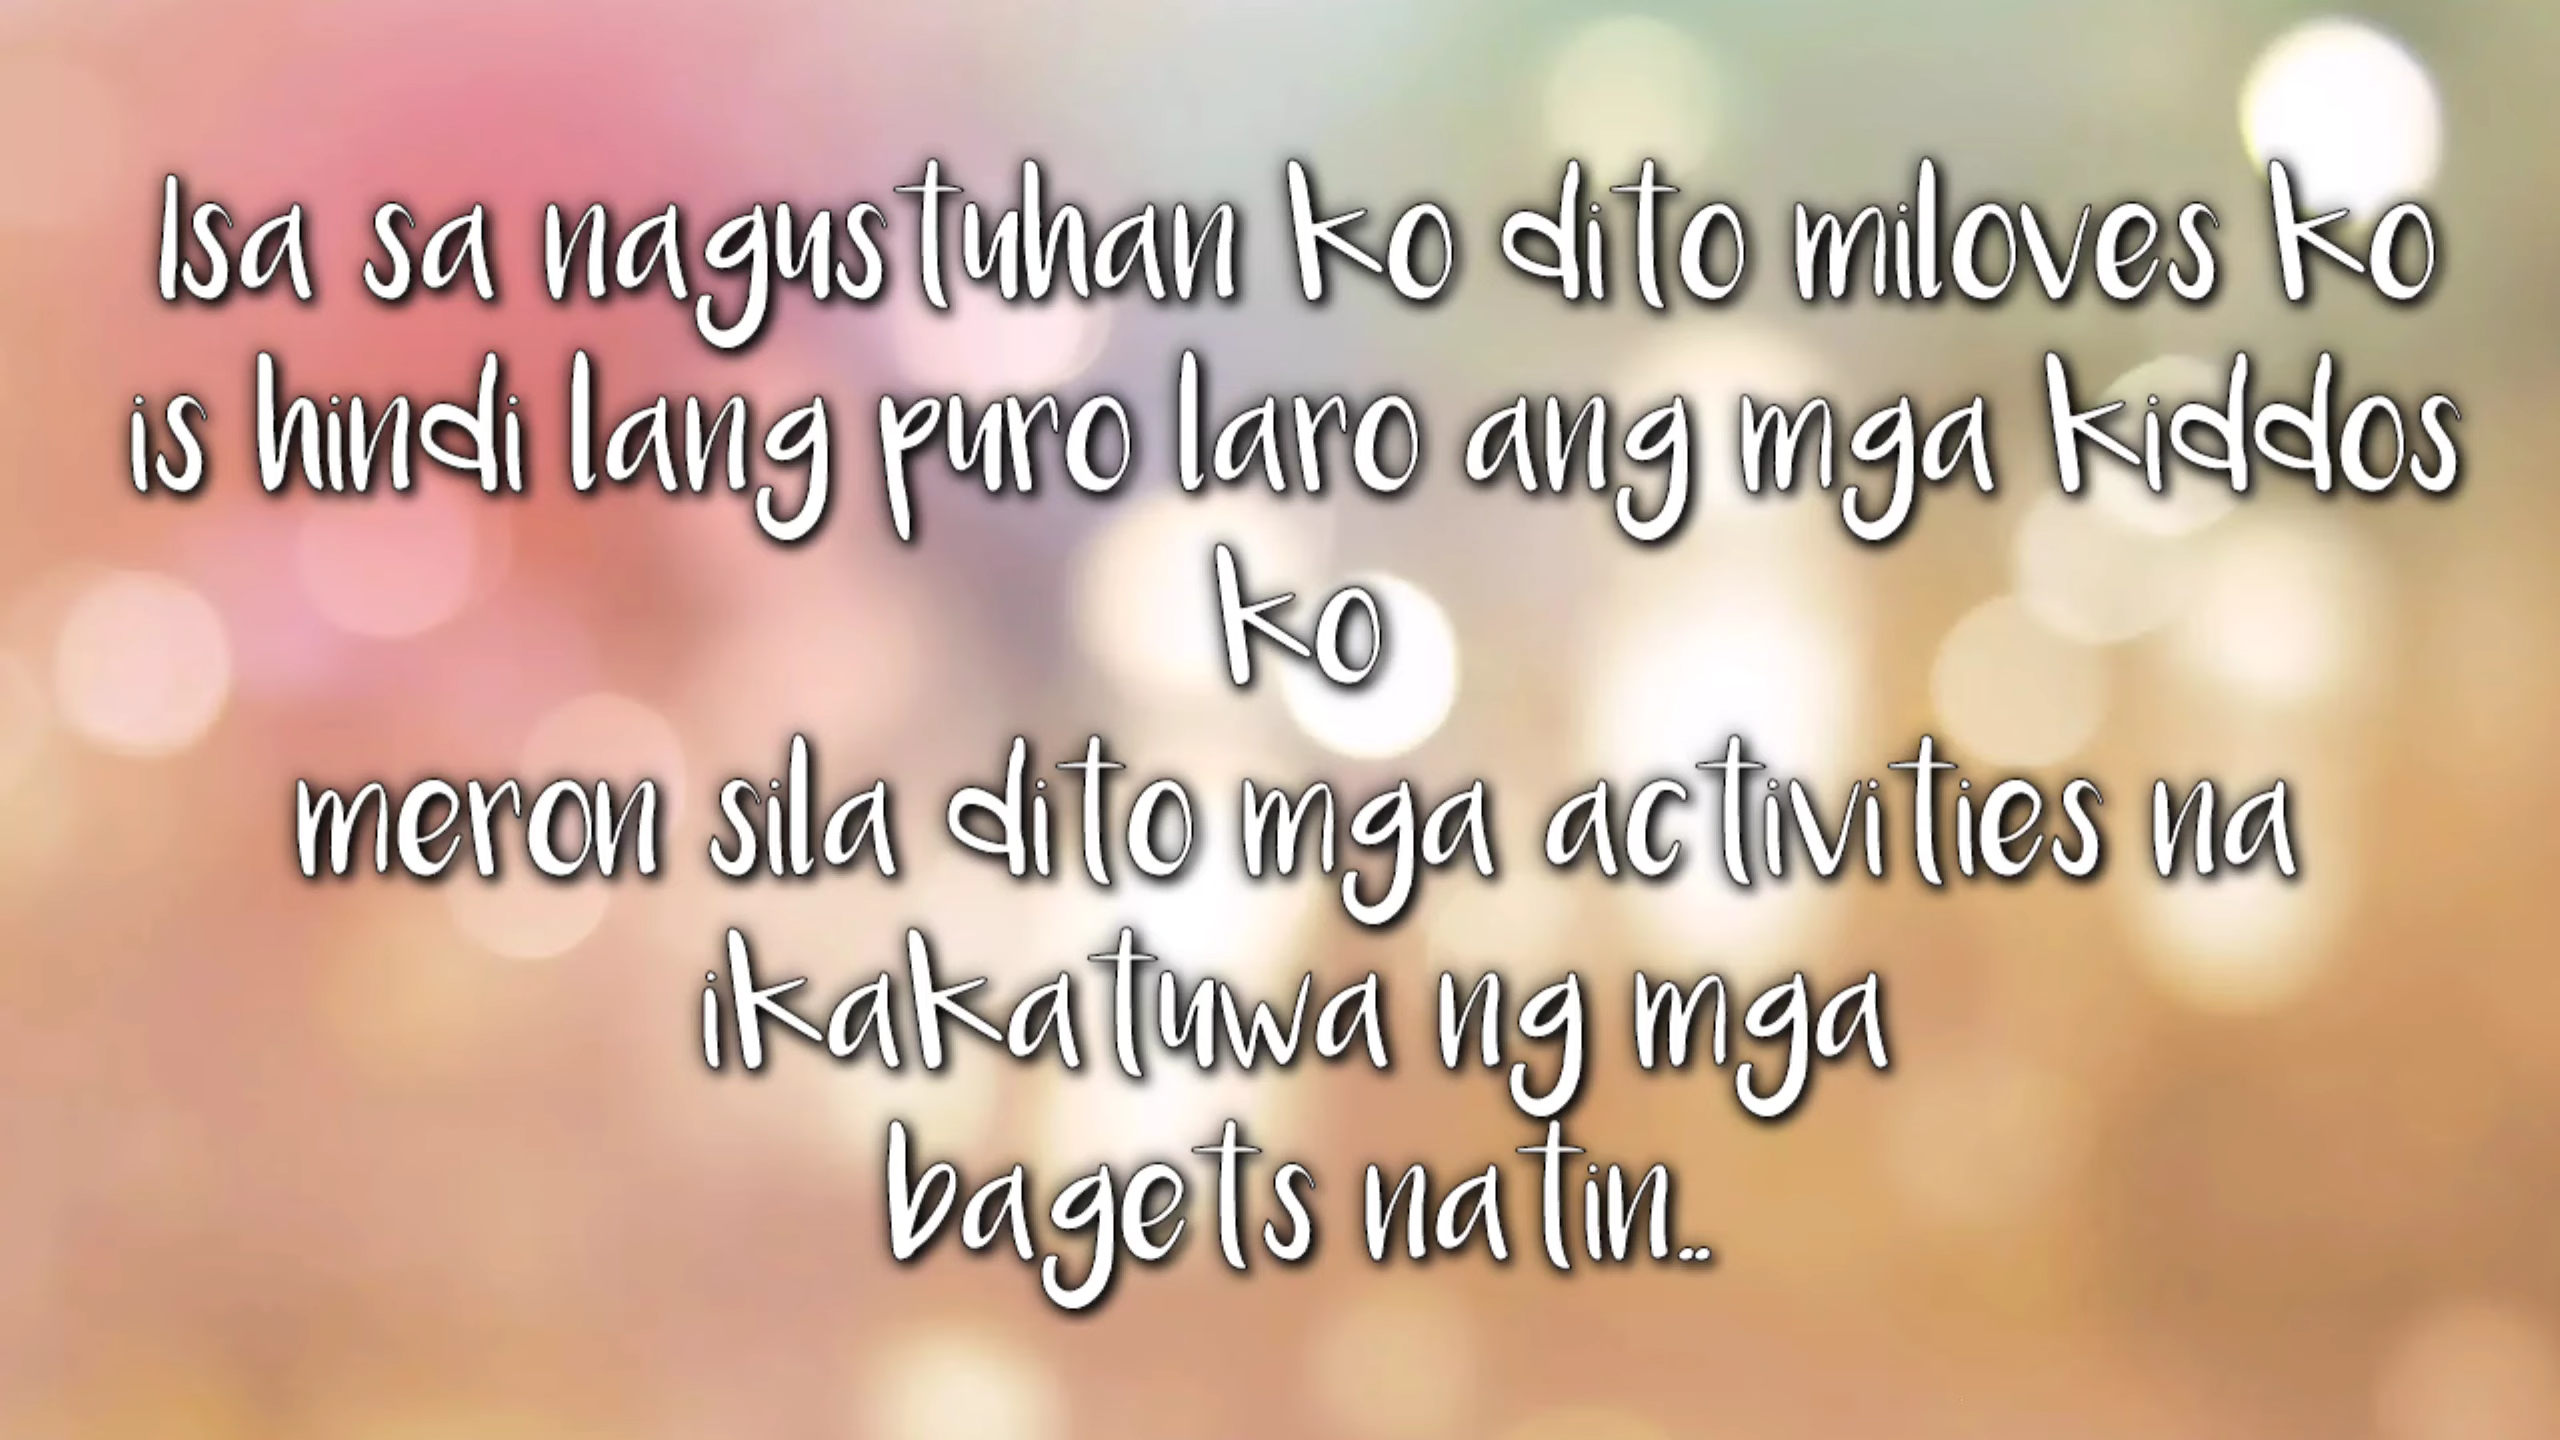 Isa sa nagustuhan ko dito miloves ko
is hindi lang puro laro ang mga kiddos
ko
meron sila dito mga activities na
ikakatuwa ng mga
bagets natin..